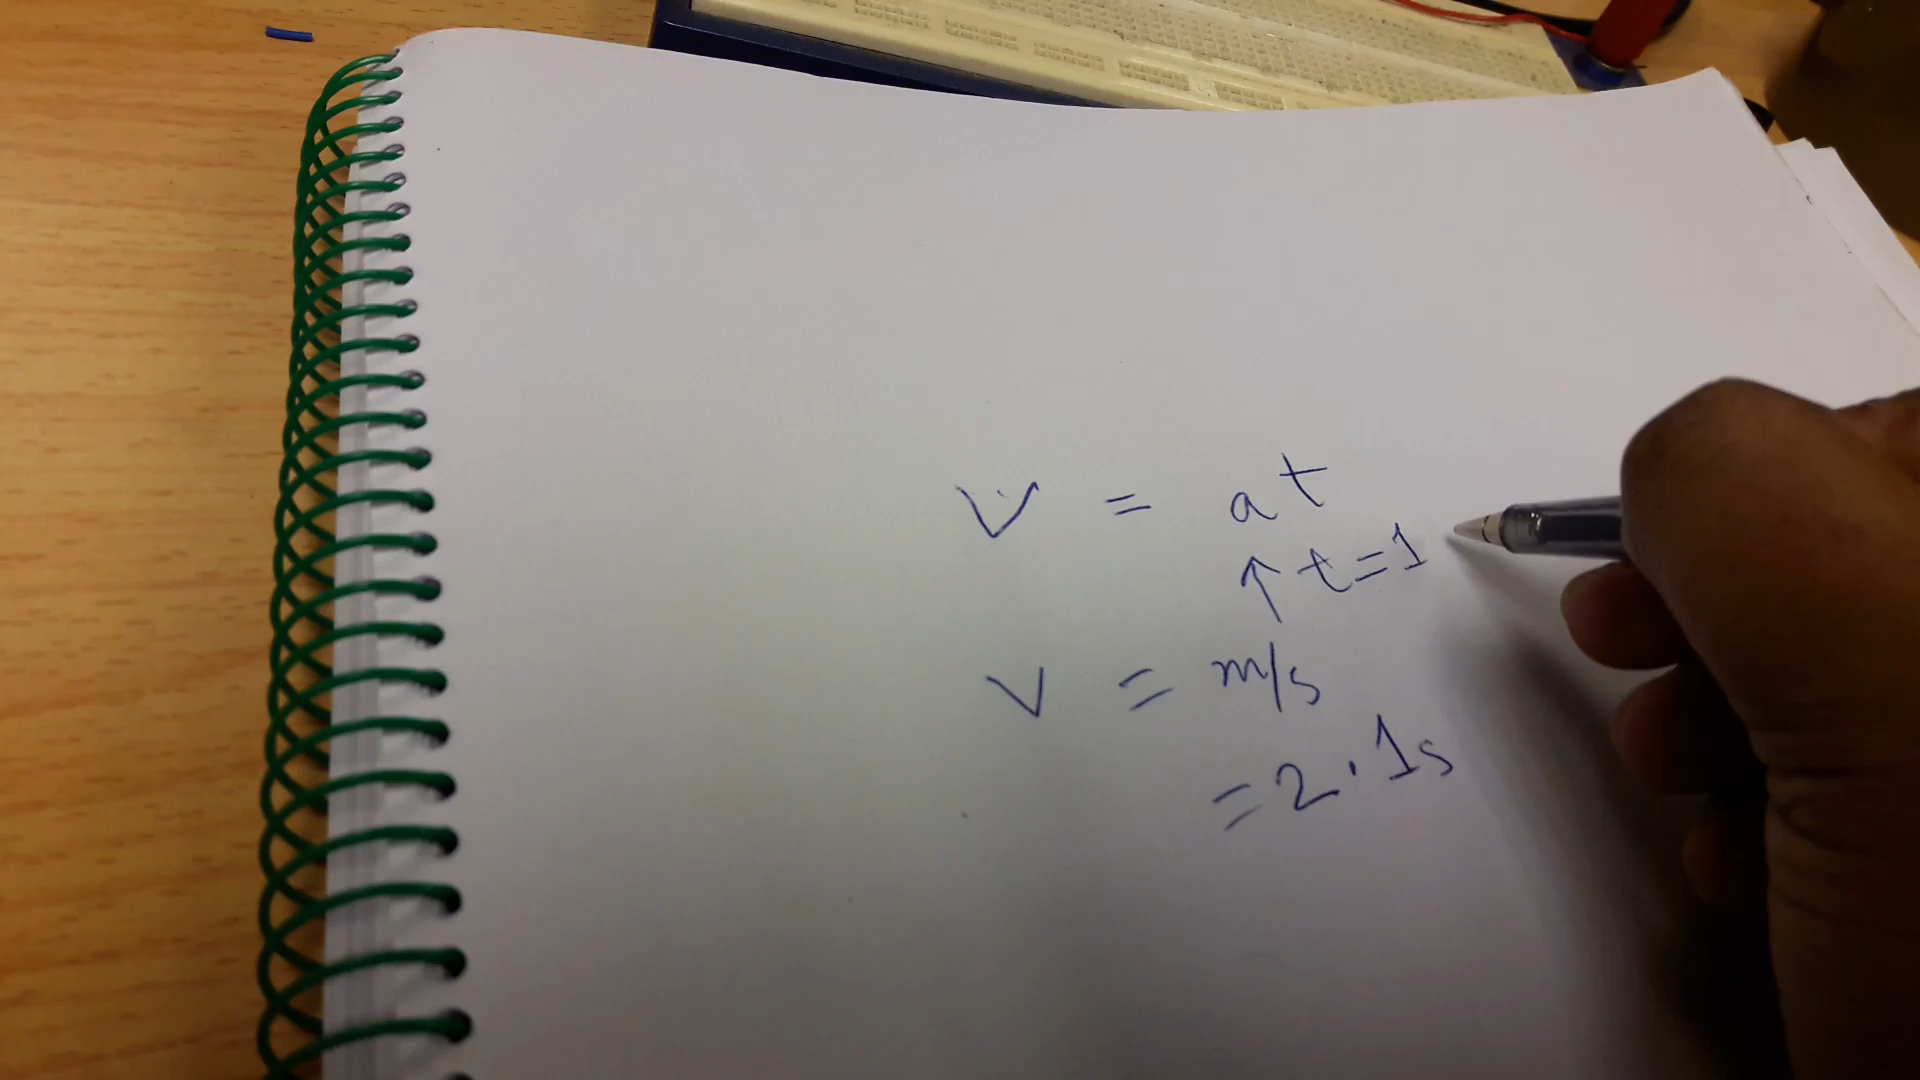 V = at
↑ t=1
V = m/s
= 2.1s